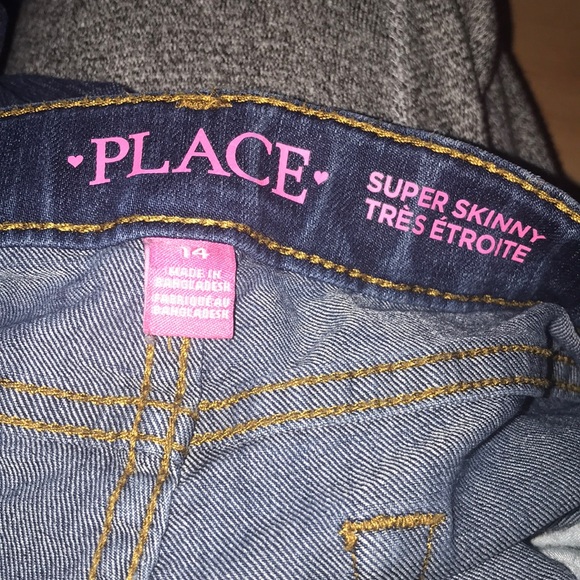 PLACE
SUPER SKINNY
TRÈS ÉTROITE
14
MADE IN
BANGLADESH
FABRIQUÉ AU
BANGLADESH